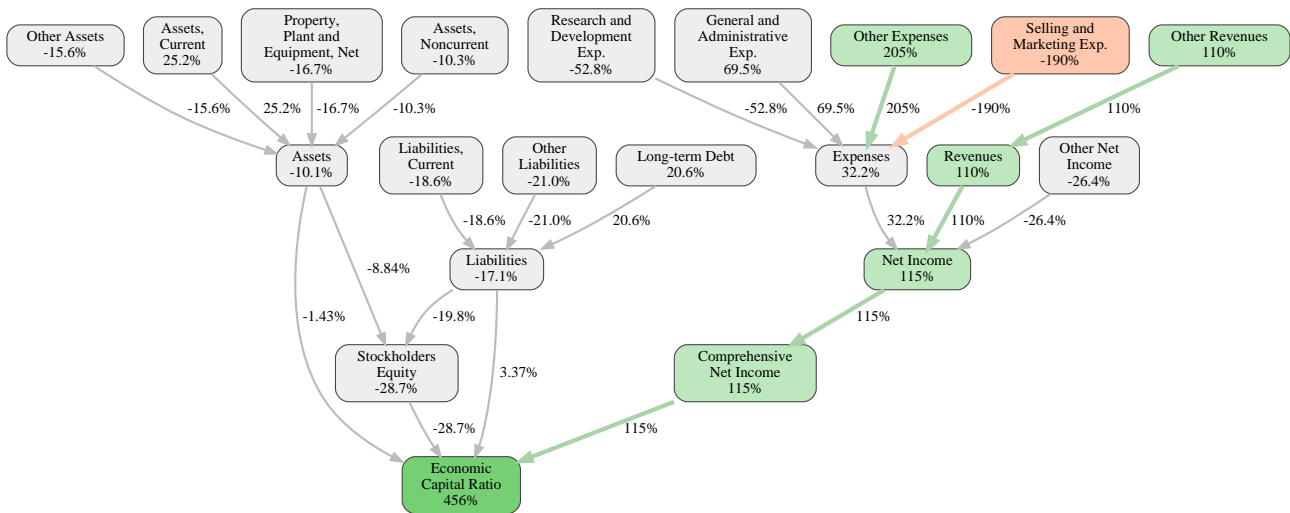 Other Assets
-15.6%
Assets,
Current
25.2%
Property,
Plant and
Equipment, Net
-16.7%
Assets,
Noncurrent
-10.3%
Research and
Development
Exp.
-52.8%
General and
Administrative
Exp.
69.5%
Other Expenses
205%
Selling and
Marketing Exp.
-190%
Other Revenues
110%
-15.6%
25.2%
-16.7%
-10.3%
-52.8%
69.5%
205%
-190%
110%
Assets
-10.1%
Liabilities,
Current
-18.6%
Other
Liabilities
-21.0%
Long-term Debt
20.6%
Expenses
32.2%
Revenues
110%
Other Net
Income
-26.4%
-18.6%
-21.0%
20.6%
32.2%
110%
-26.4%
-8.84%
Liabilities
-17.1%
Net Income
115%
-1.43%
-19.8%
115%
Stockholders
Equity
-28.7%
3.37%
Comprehensive
Net Income
115%
-28.7%
115%
Economic
Capital Ratio
456%